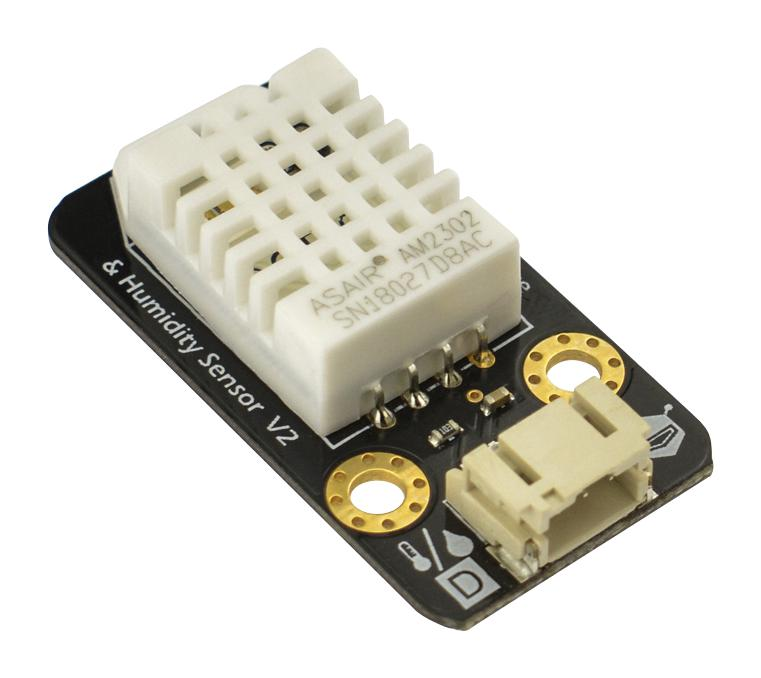 ASAIR® AM2302
SN18027D8AC
& Humidity Sensor V2
D